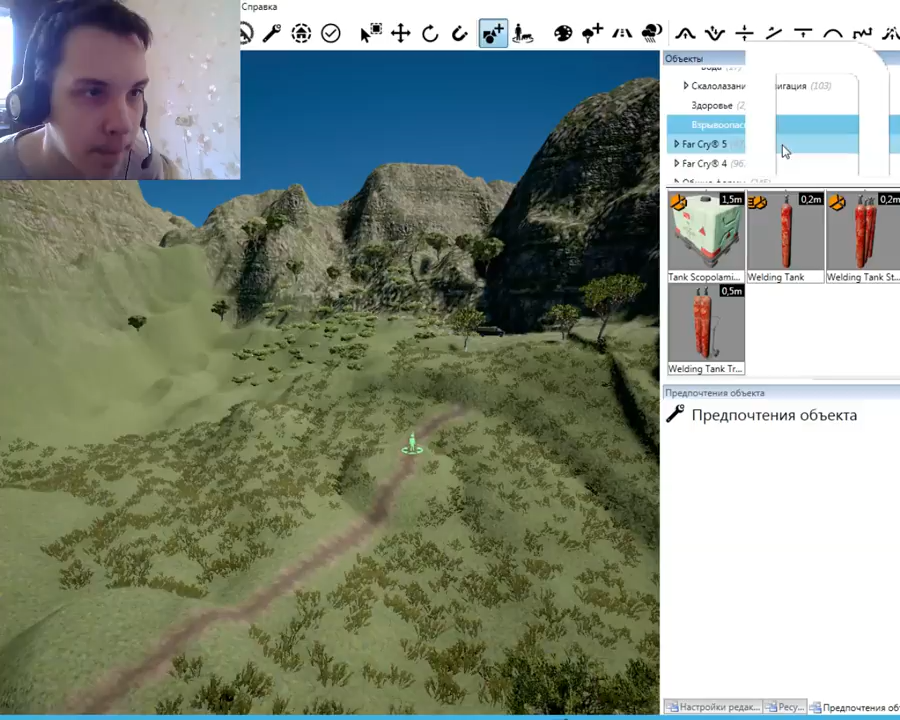 Справка
Объекты
Скалолазани игация (103)
Здоровье (2
Взрывоопас
Far Cry® 5
Far Cry® 4 (96
1,5m
0,2m
0,2m
Tank Scopolami...
Welding Tank
Welding Tank St...
0,5m
Welding Tank Tr...
Предпочтения объекта
Предпочтения объекта
Настройки редак...
Ресу...
Предпочтения об